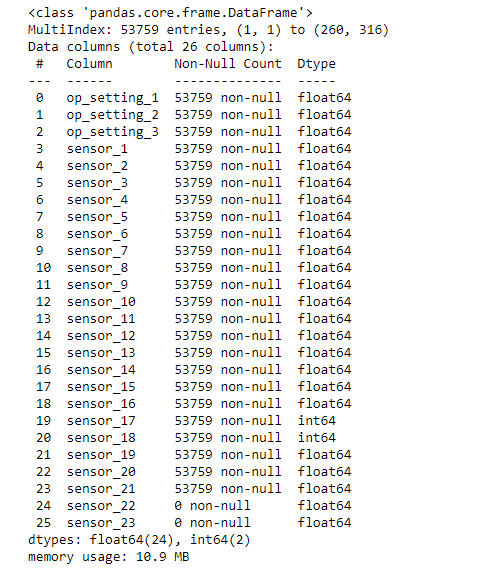 <class 'pandas.core.frame.DataFrame'>
MultiIndex: 53759 entries, (1, 1) to (260, 316)
Data columns (total 26 columns):
 #   Column        Non-Null Count  Dtype
---  ------        --------------  -----
 0   op_setting_1  53759 non-null  float64
 1   op_setting_2  53759 non-null  float64
 2   op_setting_3  53759 non-null  float64
 3   sensor_1      53759 non-null  float64
 4   sensor_2      53759 non-null  float64
 5   sensor_3      53759 non-null  float64
 6   sensor_4      53759 non-null  float64
 7   sensor_5      53759 non-null  float64
 8   sensor_6      53759 non-null  float64
 9   sensor_7      53759 non-null  float64
 10  sensor_8      53759 non-null  float64
 11  sensor_9      53759 non-null  float64
 12  sensor_10     53759 non-null  float64
 13  sensor_11     53759 non-null  float64
 14  sensor_12     53759 non-null  float64
 15  sensor_13     53759 non-null  float64
 16  sensor_14     53759 non-null  float64
 17  sensor_15     53759 non-null  float64
 18  sensor_16     53759 non-null  float64
 19  sensor_17     53759 non-null  int64
 20  sensor_18     53759 non-null  int64
 21  sensor_19     53759 non-null  float64
 22  sensor_20     53759 non-null  float64
 23  sensor_21     53759 non-null  float64
 24  sensor_22     0 non-null      float64
 25  sensor_23     0 non-null      float64
dtypes: float64(24), int64(2)
memory usage: 10.9 MB